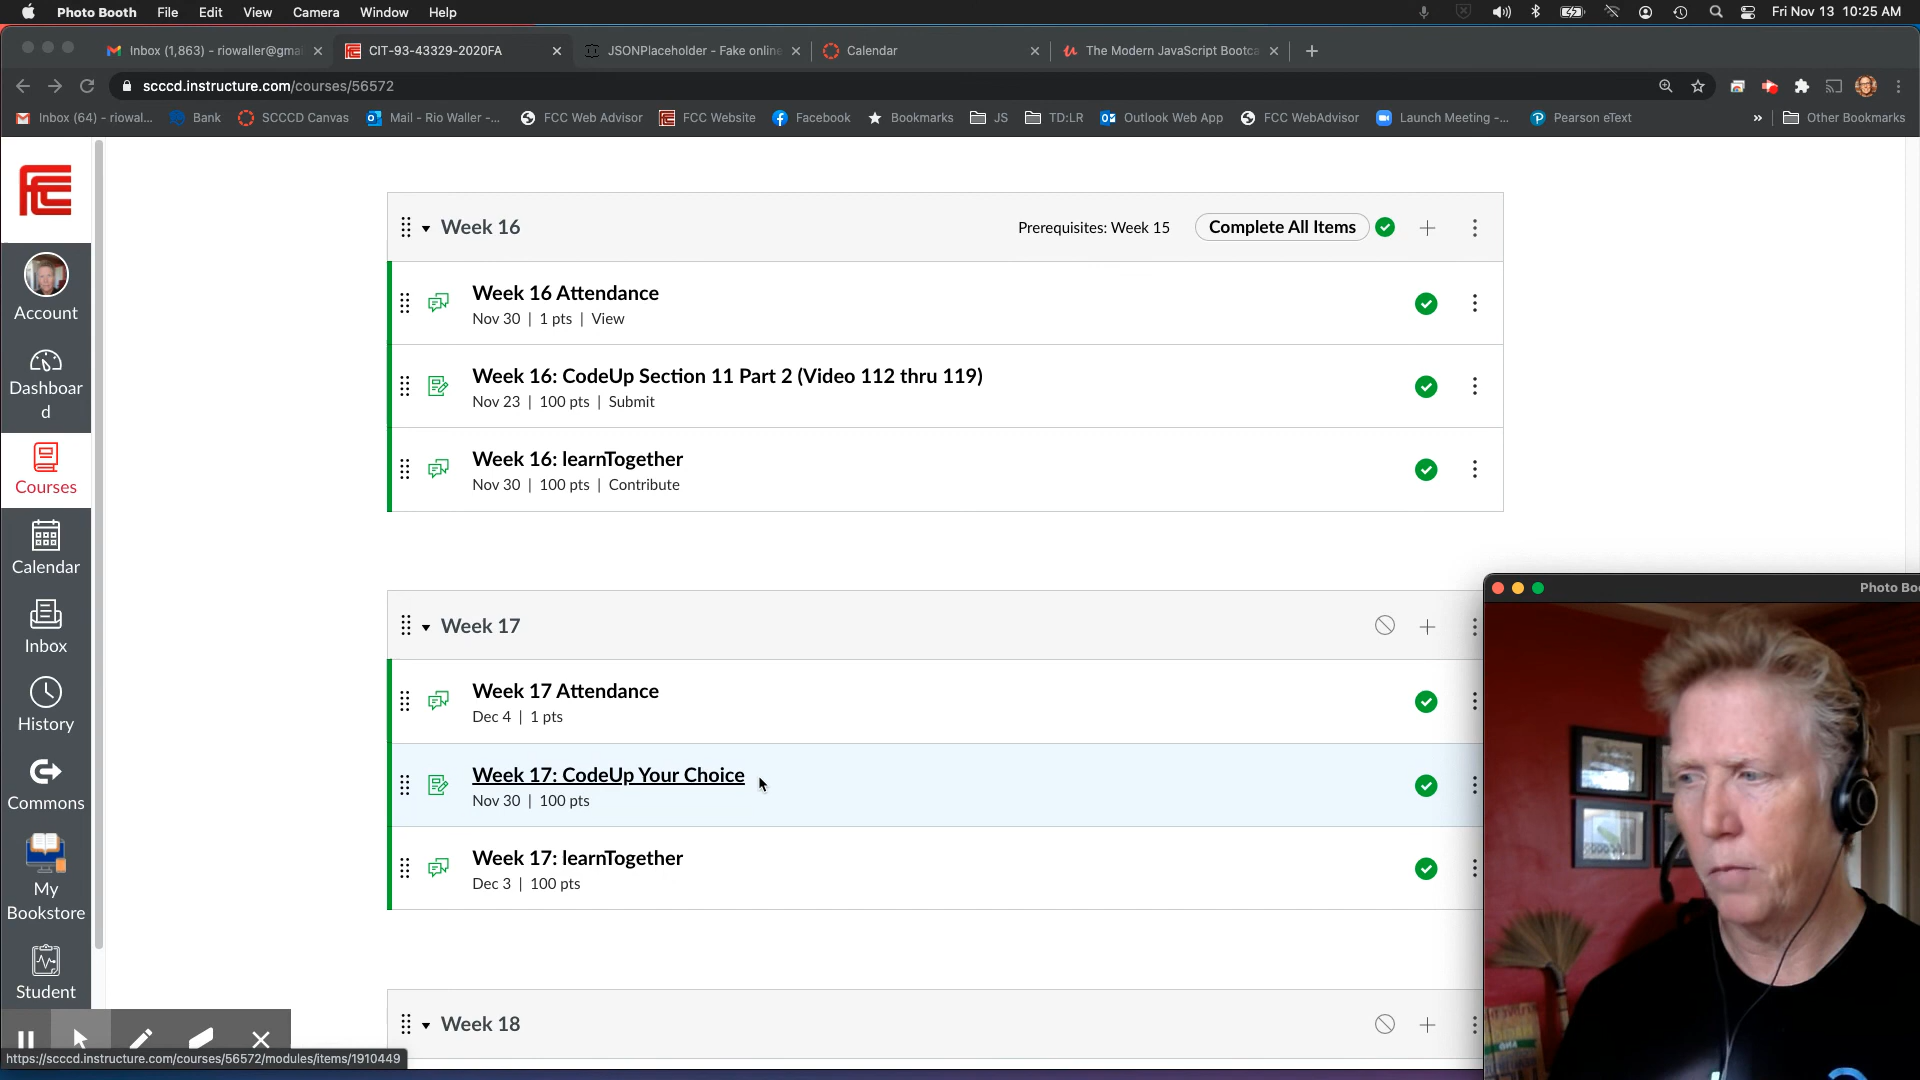 Photo Booth File Edit View Camera Window Help Fri Nov 13 10:25 AM
Inbox (1,863) - riowaller@gma CIT-93-43329-2020FA JSONPlaceholder - Fake online Calendar The Modern JavaScript Bootca
scccd.instructure.com/courses/56572
Inbox (64) - riowal... Bank SCCCD Canvas Mail - Rio Waller -... FCC Web Advisor FCC Website Facebook Bookmarks JS TD:LR Outlook Web App FCC WebAdvisor Launch Meeting -... Pearson eText » Other Bookmarks
Account
Dashboar
d
Courses
Calendar
Inbox
History
Commons
My
Bookstore
Student
Week 16 Prerequisites: Week 15 Complete All Items
Week 16 Attendance
Nov 30 | 1 pts | View
Week 16: CodeUp Section 11 Part 2 (Video 112 thru 119)
Nov 23 | 100 pts | Submit
Week 16: learnTogether
Nov 30 | 100 pts | Contribute
Week 17
Week 17 Attendance
Dec 4 | 1 pts
Week 17: CodeUp Your Choice
Nov 30 | 100 pts
Week 17: learnTogether
Dec 3 | 100 pts
Week 18
Photo Boo
https://scccd.instructure.com/courses/56572/modules/items/1910449